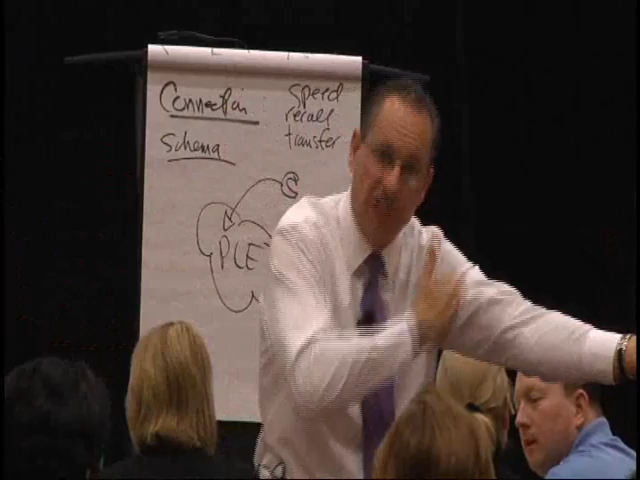 Connection
Schema
speed
recall
transfer
S
PLE